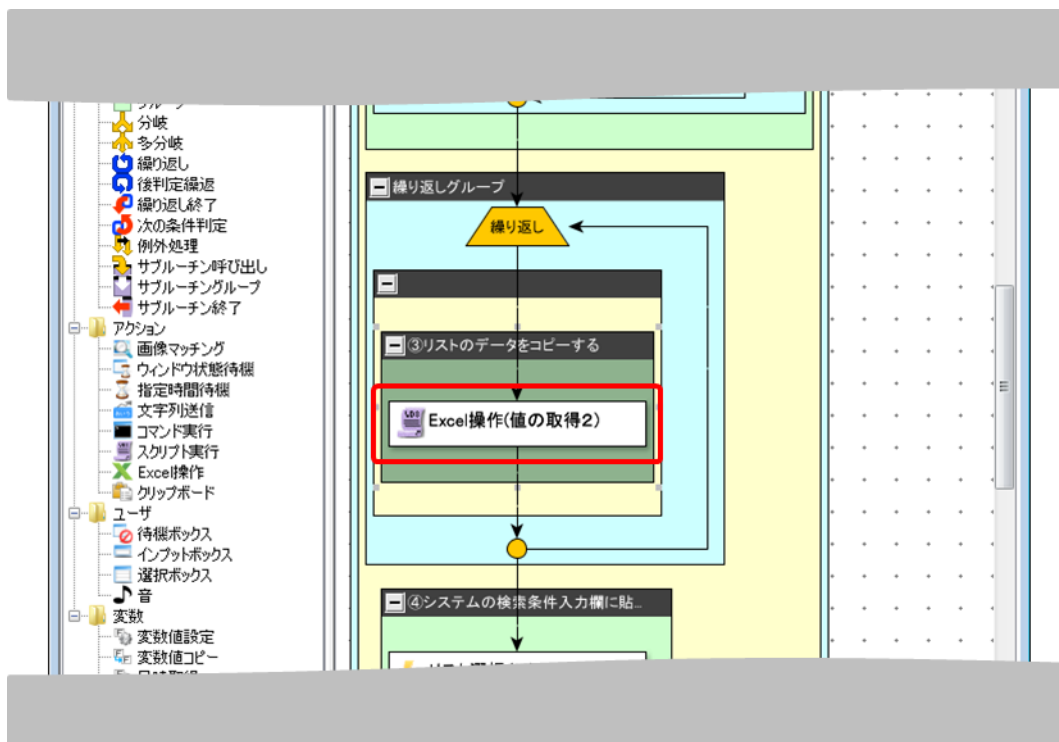 分岐
多分岐
繰り返し
後判定繰返
繰り返し終了
次の条件判定
例外処理
サブルーチン呼び出し
サブルーチングループ
サブルーチン終了
アクション
画像マッチング
ウィンドウ状態待機
指定時間待機
文字列送信
コマンド実行
スクリプト実行
Excel操作
クリップボード
ユーザ
待機ボックス
インプットボックス
選択ボックス
音
変数
変数値設定
変数値コピー
繰り返しグループ
繰り返し
③リストのデータをコピーする
Excel操作(値の取得2)
④システムの検索条件入力欄に貼...